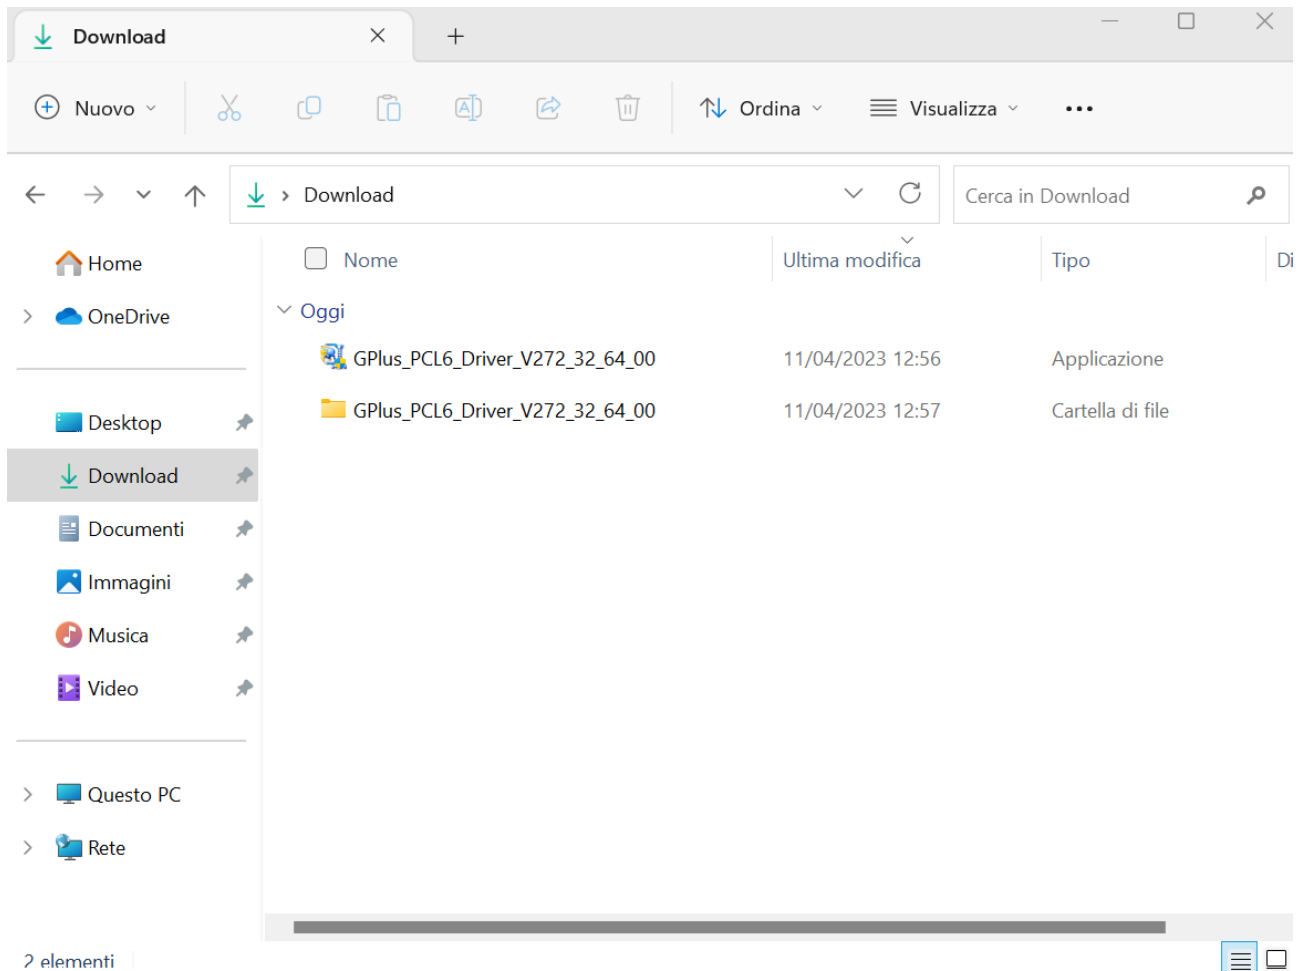 Download
Nuovo
Ordina
Visualizza
Download
Cerca in Download
Home
OneDrive
Desktop
Download
Documenti
Immagini
Musica
Video
Questo PC
Rete
Nome Ultima modifica Tipo Di
Oggi
GPlus_PCL6_Driver_V272_32_64_00 11/04/2023 12:56 Applicazione
GPlus_PCL6_Driver_V272_32_64_00 11/04/2023 12:57 Cartella di file
2 elementi